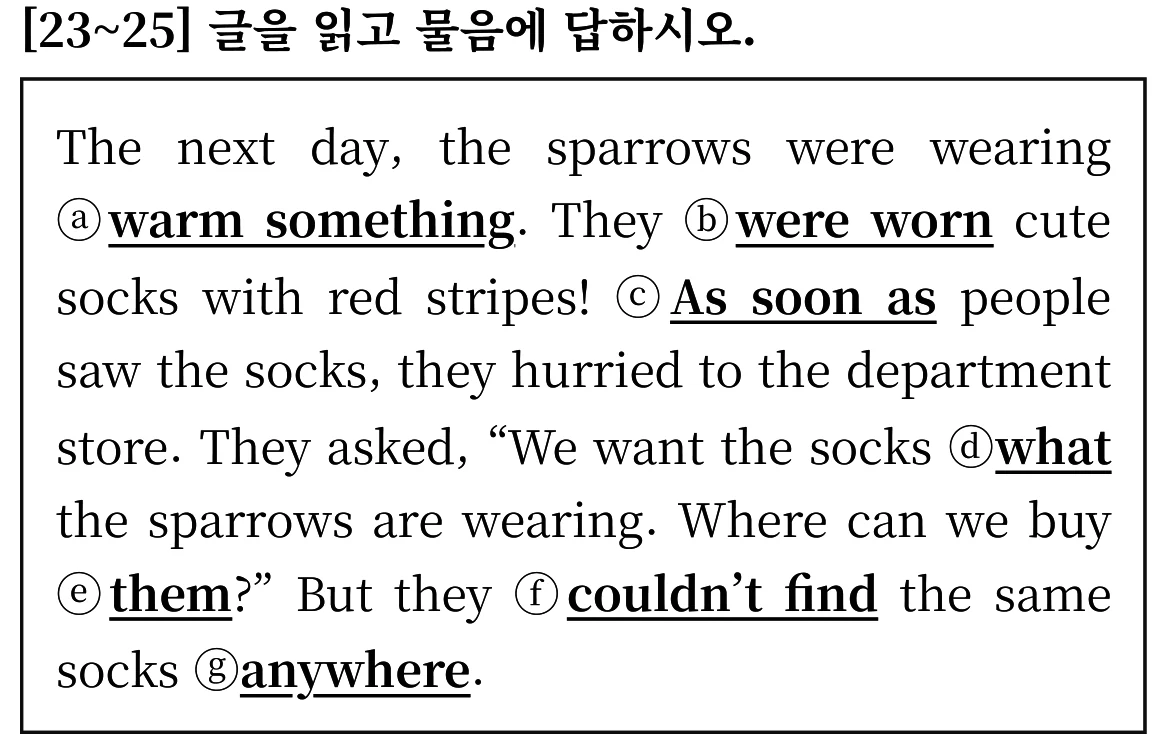 [23~25] 글을 읽고 물음에 답하시오.
The next day, the sparrows were wearing
ⓐwarm something. They ⓑwere worn cute
socks with red stripes! ⓒAs soon as people
saw the socks, they hurried to the department
store. They asked, “We want the socks ⓓwhat
the sparrows are wearing. Where can we buy
ⓔthem?” But they ⓕcouldn’t find the same
socks ⓖanywhere.